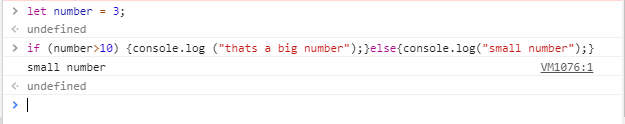 let number = 3;
undefined
if (number>10) {console.log ("thats a big number");}else{console.log("small number");}
small number VM1076:1
undefined